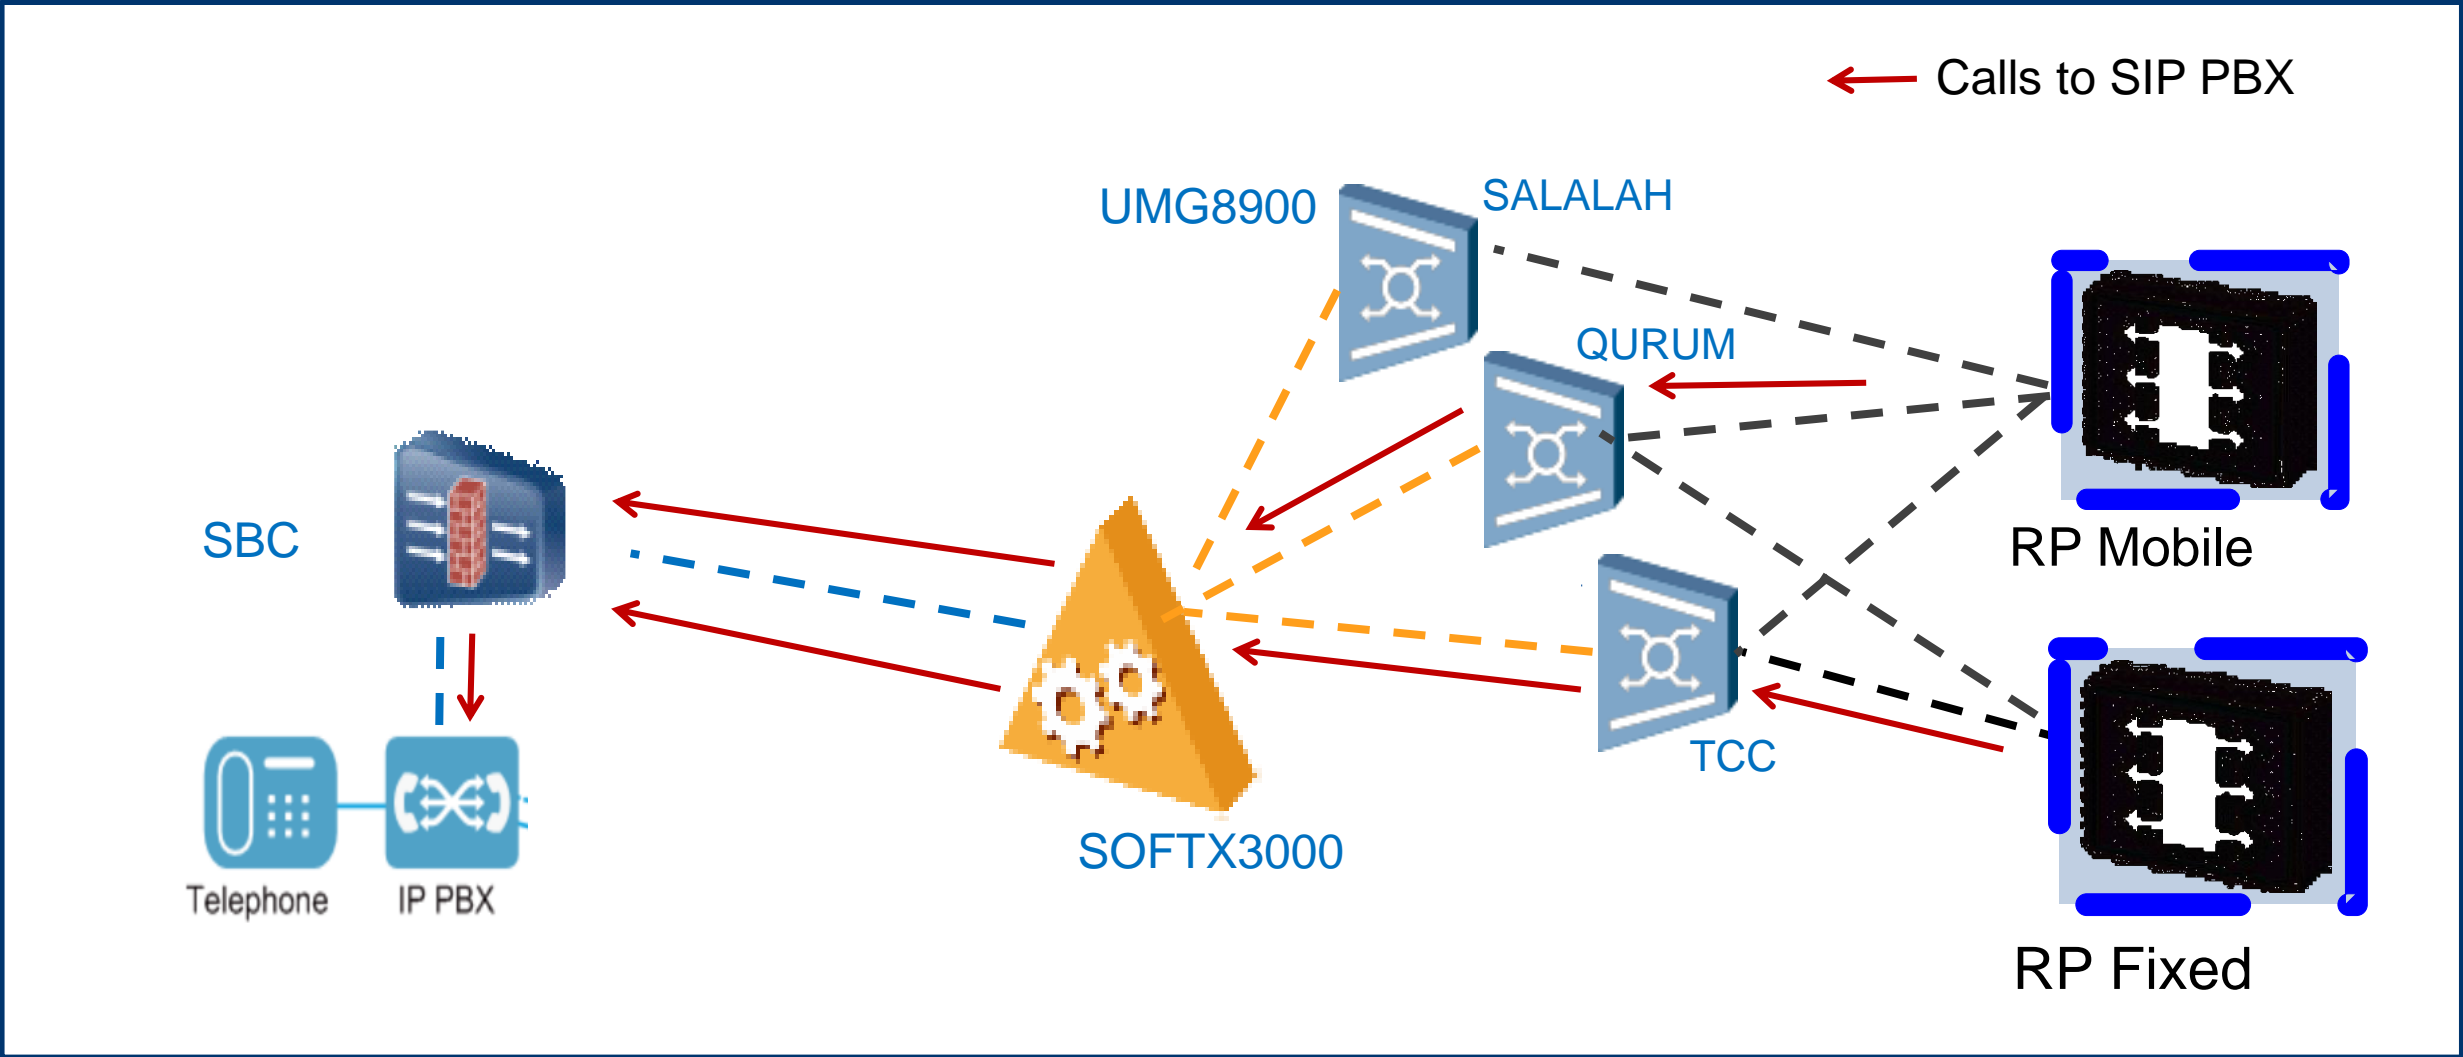 Calls to SIP PBX
UMG8900
SALALAH
QURUM
SBC
RP Mobile
TCC
SOFTX3000
Telephone
IP PBX
RP Fixed